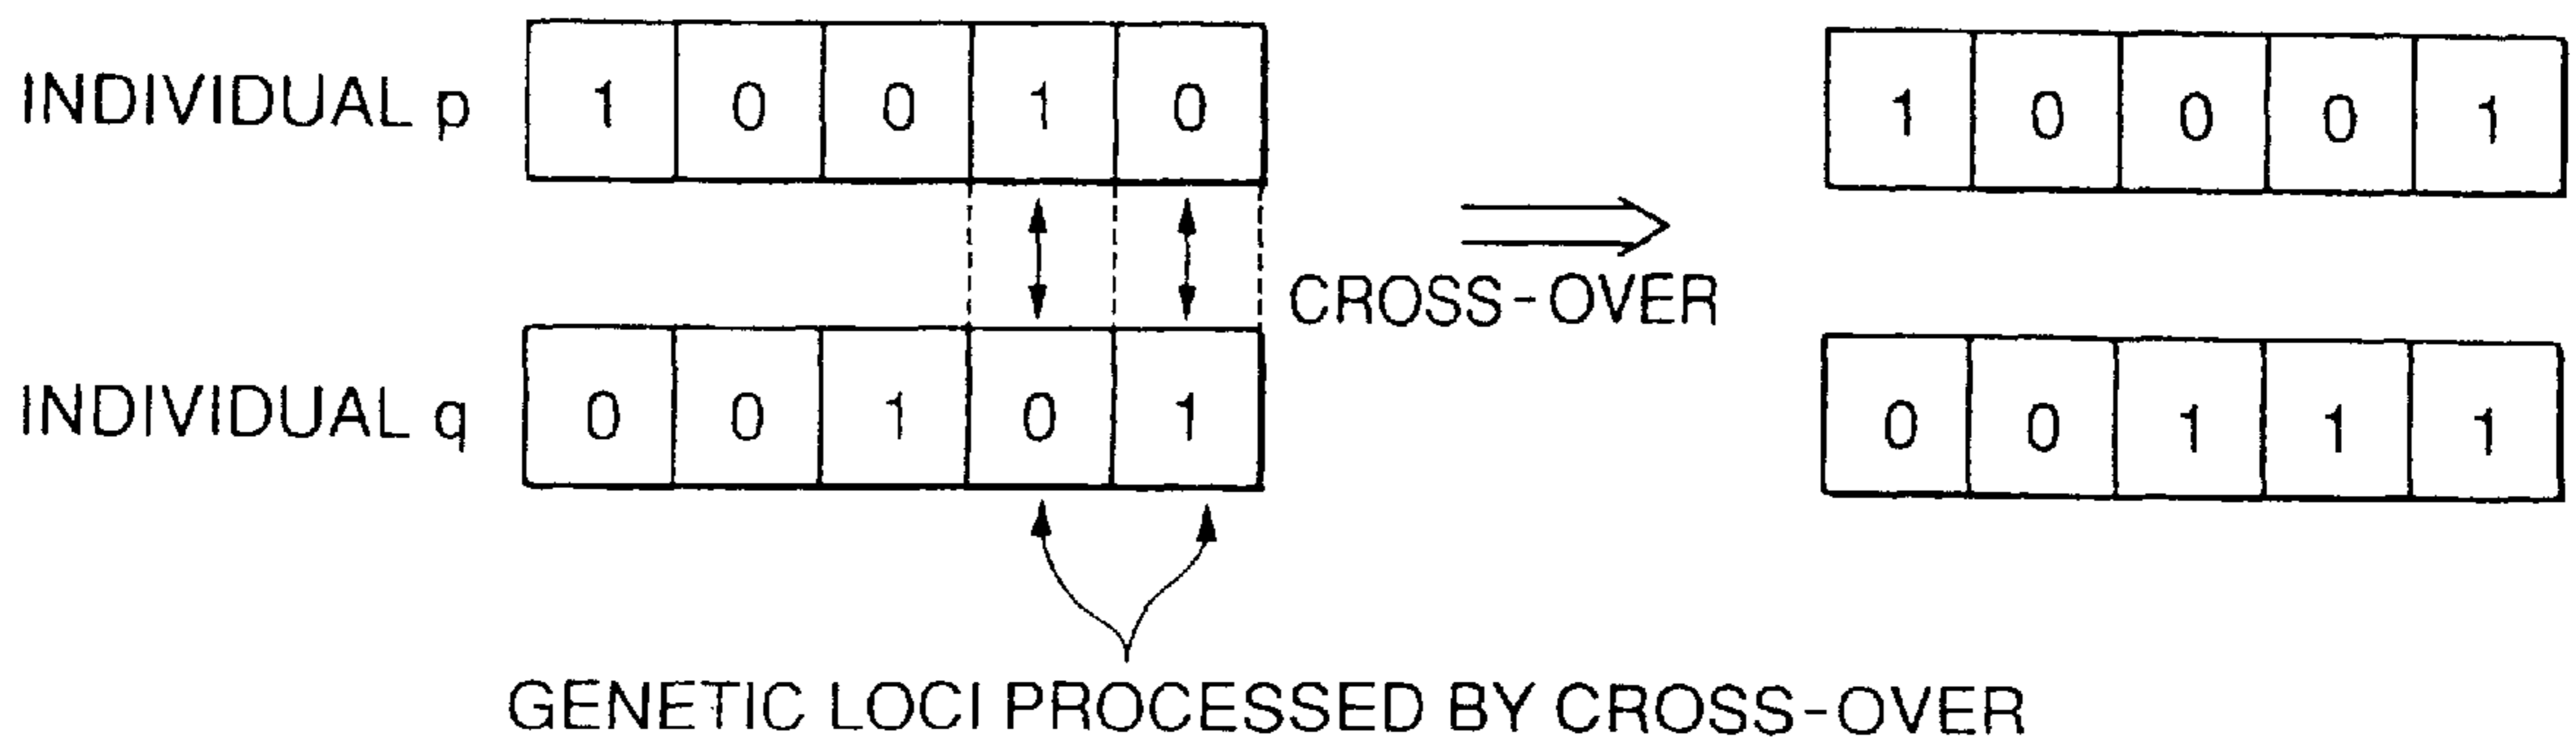 INDIVIDUAL p 1 0 0 1 0 1 0 0 0 1
CROSS-OVER
INDIVIDUAL q 0 0 1 0 1 0 0 1 1 1
GENETIC LOCI PROCESSED BY CROSS-OVER